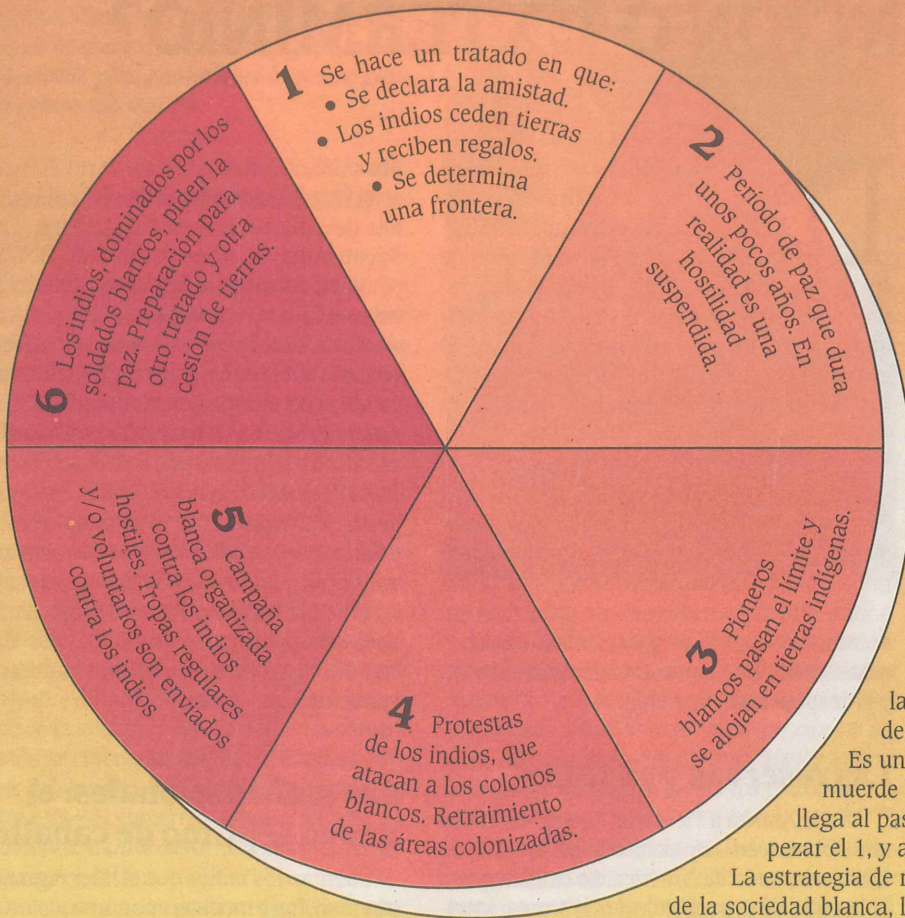 1 Se hace un tratado en que:
• Se declara la amistad.
• Los indios ceden tierras
y reciben regalos.
• Se determina
una frontera.
2 Período de paz que dura
unos pocos años. En
realidad es una
hostilidad
suspendida.
3 Pioneros
blancos pasan el límite y
se alojan en tierras indígenas.
4 Protestas
de los indios, que
atacan a los colonos
blancos. Retraimiento
de las áreas colonizadas.
5 Campaña
blanca organizada
contra los indios
hostiles. Tropas regulares
y/o voluntarios son enviados
contra los indios
6 Los indios, dominados por los
soldados blancos, piden la
paz. Preparación para
otro tratado y otra
cesión de tierras.
la
de
Es un
muerde
llega al pas
pezar el 1, y a
La estrategia de
de la sociedad blanca, l